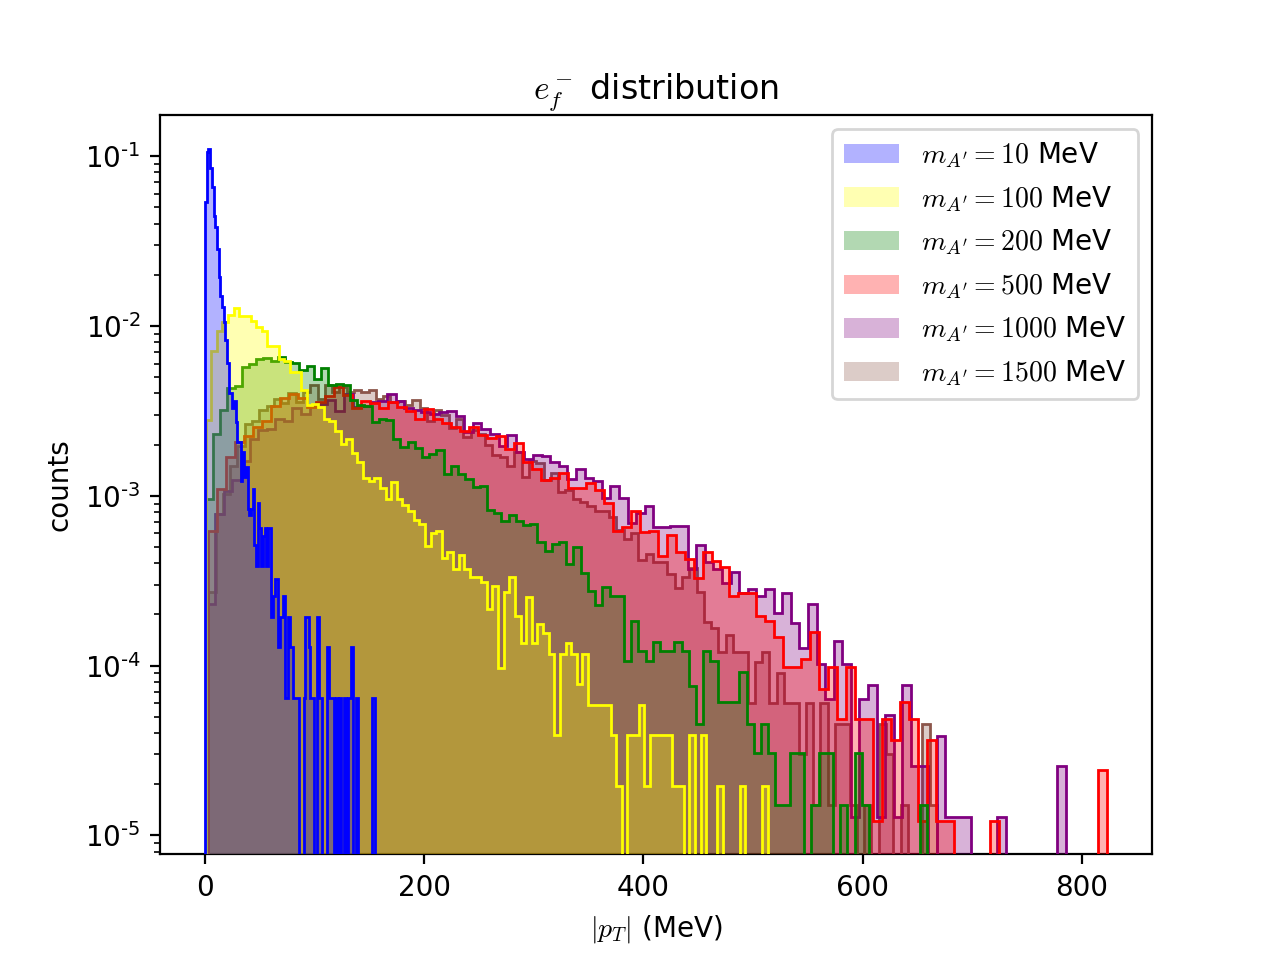 e_f^- distribution
10^-1
10^-2
10^-3
10^-4
10^-5
counts
m_A' = 10 MeV
m_A' = 100 MeV
m_A' = 200 MeV
m_A' = 500 MeV
m_A' = 1000 MeV
m_A' = 1500 MeV
0 200 400 600 800
|p_T| (MeV)